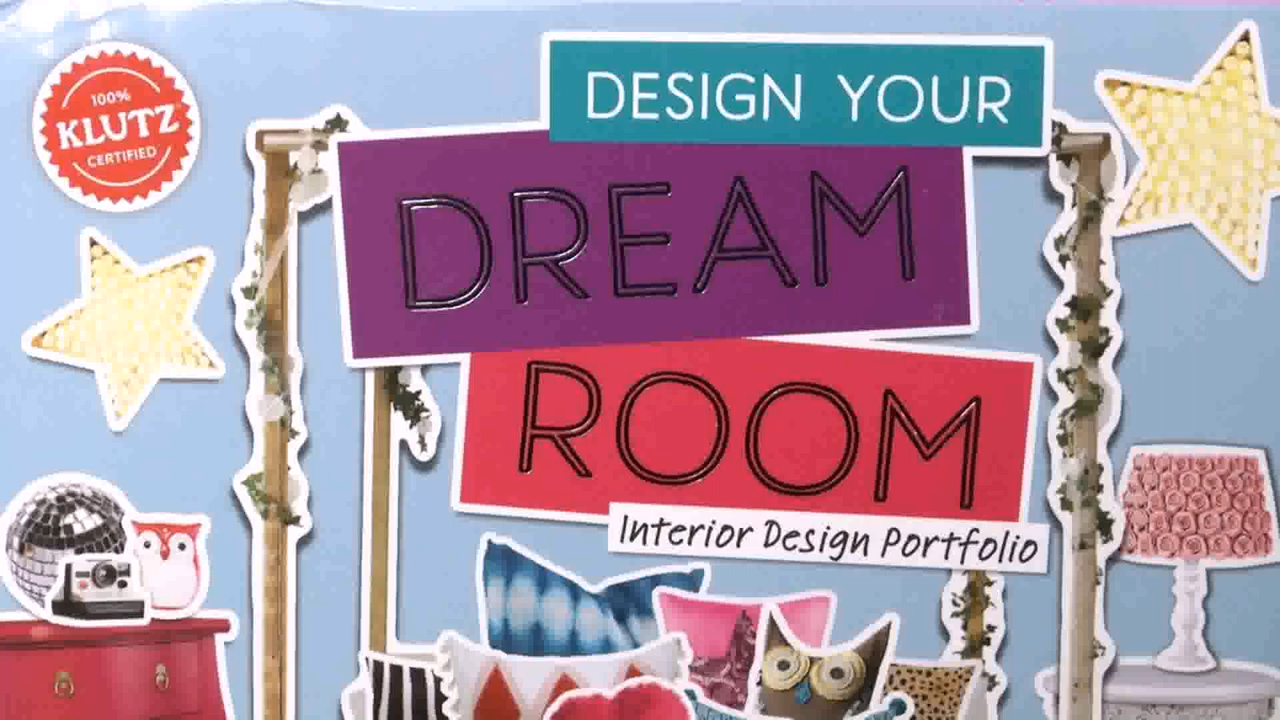 100%
KLUTZ
CERTIFIED
DESIGN YOUR
DREAM
ROOM
Interior Design Portfolio